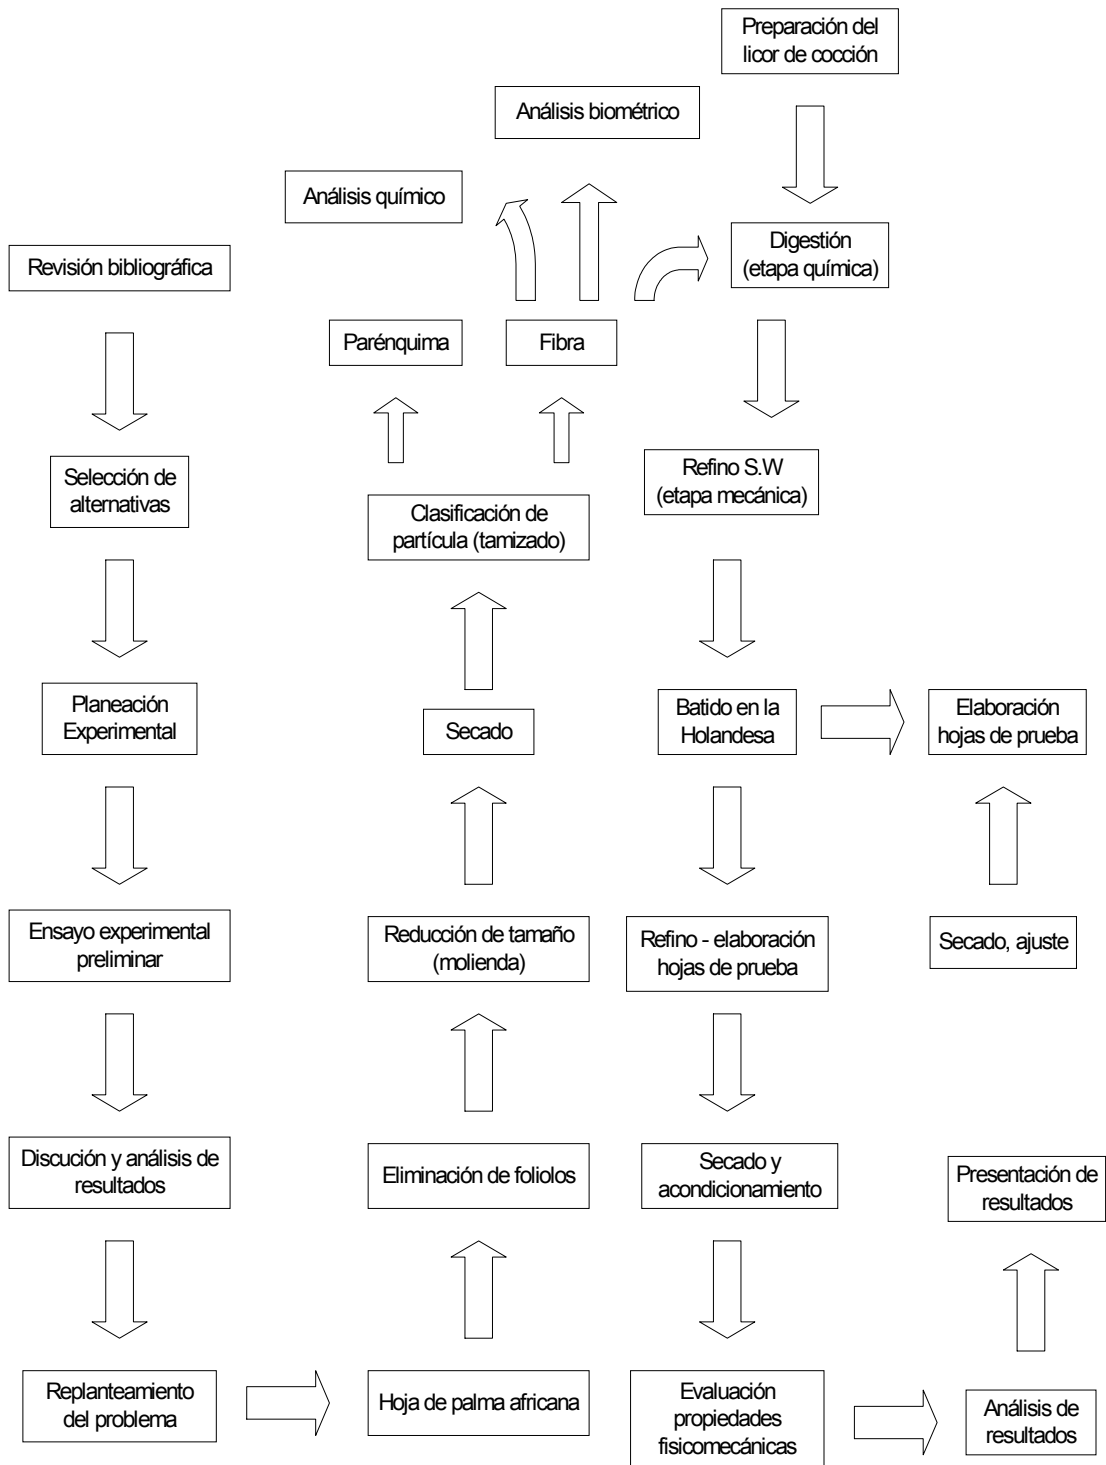 Preparación del
licor de cocción
Análisis biométrico
Análisis químico
Revisión bibliográfica
Digestión
(etapa química)
Parénquima
Fibra
Selección de
alternativas
Clasificación de
partícula (tamizado)
Refino S.W
(etapa mecánica)
Planeación
Experimental
Secado
Batido en la
Holandesa
Elaboración
hojas de prueba
Ensayo experimental
preliminar
Reducción de tamaño
(molienda)
Refino - elaboración
hojas de prueba
Secado, ajuste
Discución y análisis de
resultados
Eliminación de foliolos
Secado y
acondicionamiento
Presentación de
resultados
Replanteamiento
del problema
Hoja de palma africana
Evaluación
propiedades
fisicomecánicas
Análisis de
resultados